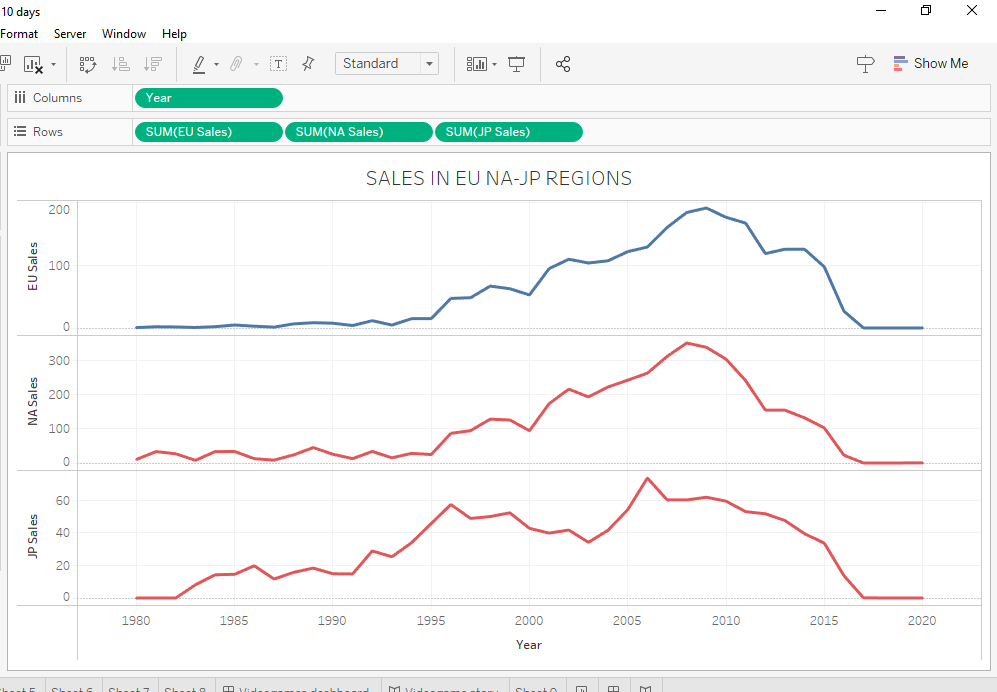 10 days
Format Server Window Help
Standard Show Me
Columns Year
Rows SUM(EU Sales) SUM(NA Sales) SUM(JP Sales)
SALES IN EU NA-JP REGIONS
200
100
0
EU Sales
300
200
100
0
NA Sales
60
40
20
0
JP Sales
1980 1985 1990 1995 2000 2005 2010 2015 2020
Year
Sheet 6 Sheet 7 Sheet 8 Videogames dashboard Videogame story Sheet 9